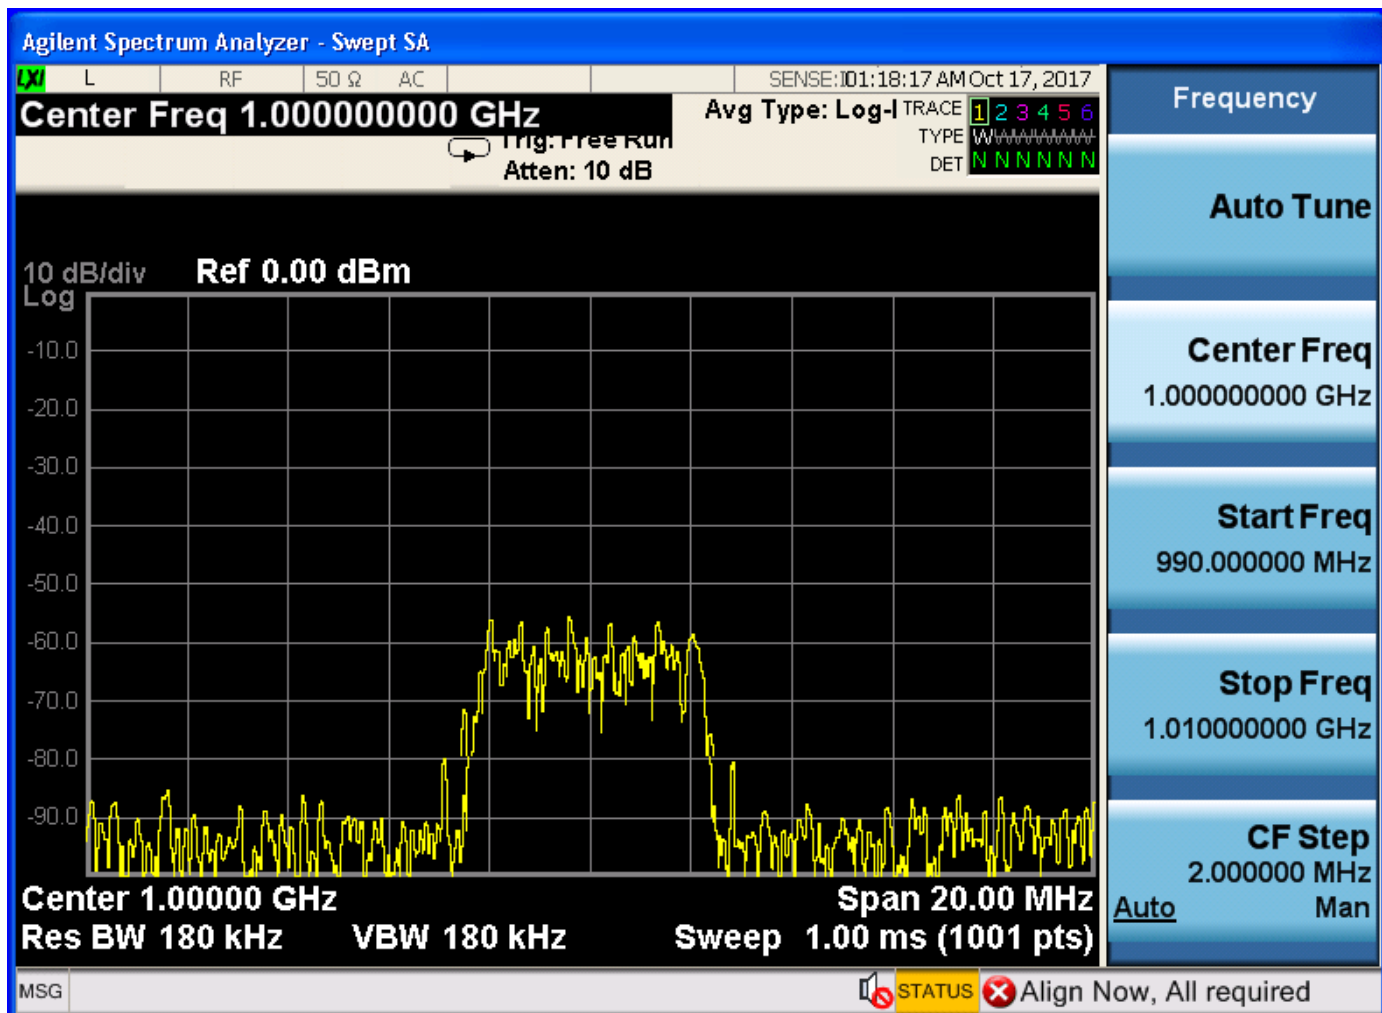 Agilent Spectrum Analyzer - Swept SA
LXI L RF 50 Ω AC SENSE:I 01:18:17 AM Oct 17, 2017
Center Freq 1.000000000 GHz
Avg Type: Log-
TRACE 1 2 3 4 5 6
Trig: Free Run
TYPE W
Atten: 10 dB
DET N N N N N N
10 dB/div Ref 0.00 dBm
Log
-10.0
-20.0
-30.0
-40.0
-50.0
-60.0
-70.0
-80.0
-90.0
Center 1.00000 GHz Span 20.00 MHz
Res BW 180 kHz VBW 180 kHz Sweep 1.00 ms (1001 pts)
Frequency
Auto Tune
Center Freq
1.000000000 GHz
Start Freq
990.000000 MHz
Stop Freq
1.010000000 GHz
CF Step
2.000000 MHz
Auto Man
MSG STATUS Align Now, All required